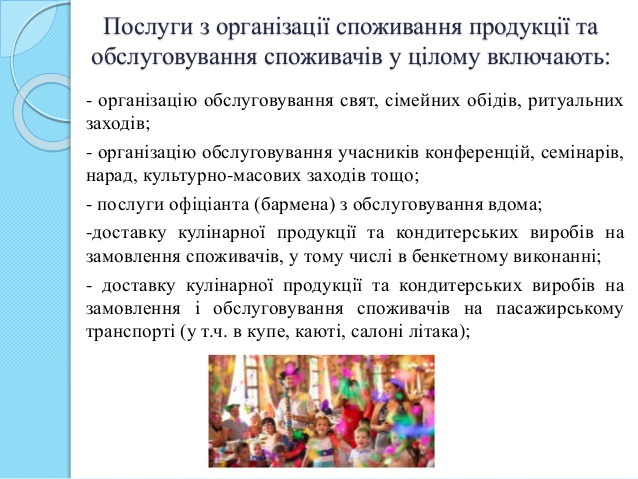 Послуги з організації споживання продукції та
обслуговування споживачів у цілому включають:
- організацію обслуговування свят, сімейних обідів, ритуальних
заходів;
- організацію обслуговування учасників конференцій, семінарів,
нарад, культурно-масових заходів тощо;
- послуги офіціанта (бармена) з обслуговування вдома;
-доставку кулінарної продукції та кондитерських виробів на
замовлення споживачів, у тому числі в бенкетному виконанні;
- доставку кулінарної продукції та кондитерських виробів на
замовлення і обслуговування споживачів на пасажирському
транспорті (у т.ч. в купе, каюті, салоні літака);